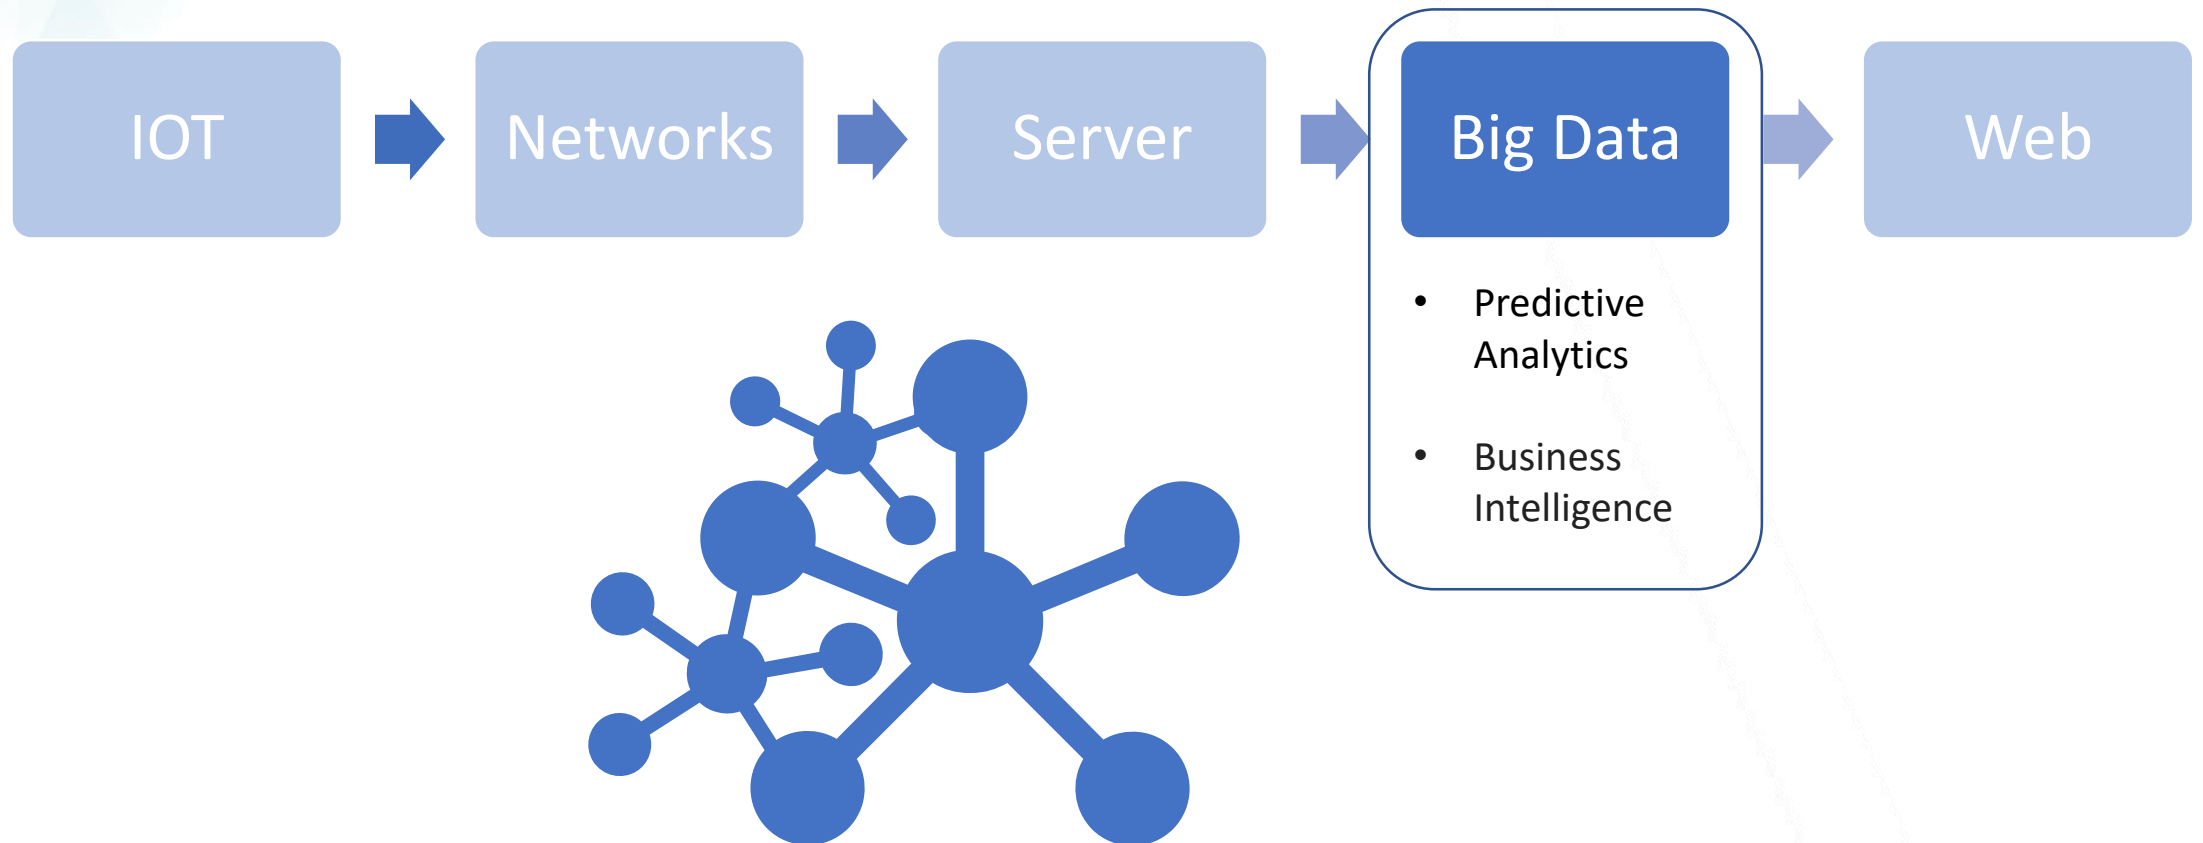 IOT
Networks
Server
Big Data
Web
• Predictive
Analytics
• Business
Intelligence